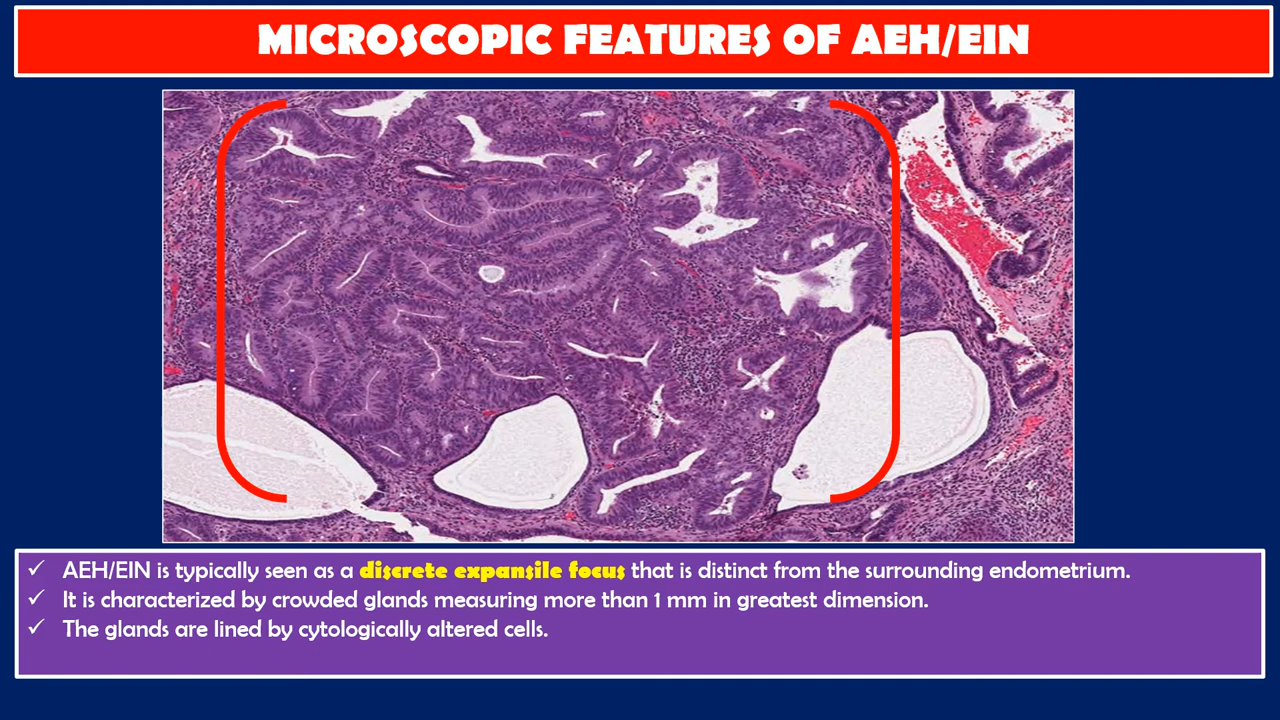 MICROSCOPIC FEATURES OF AEH/EIN
✓ AEH/EIN is typically seen as a discrete expansile focus that is distinct from the surrounding endometrium.
✓ It is characterized by crowded glands measuring more than 1 mm in greatest dimension.
✓ The glands are lined by cytologically altered cells.